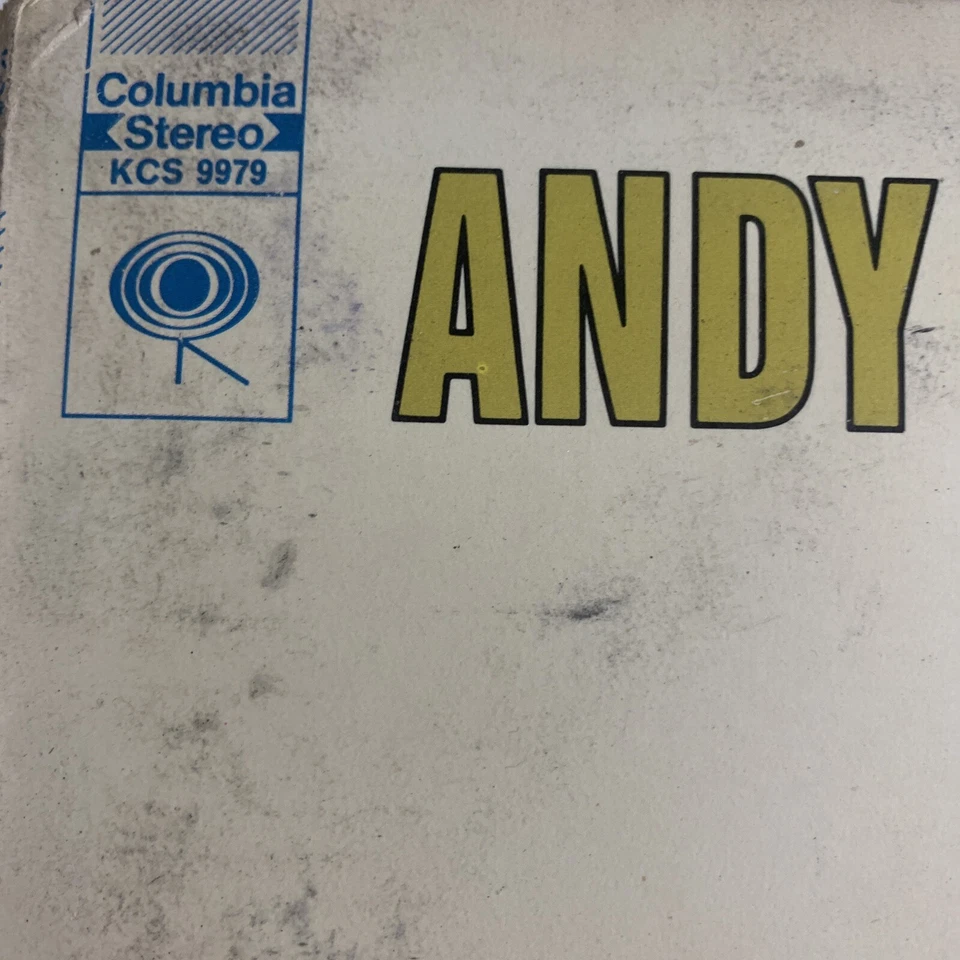 Columbia
Stereo
KCS 9979
ANDY